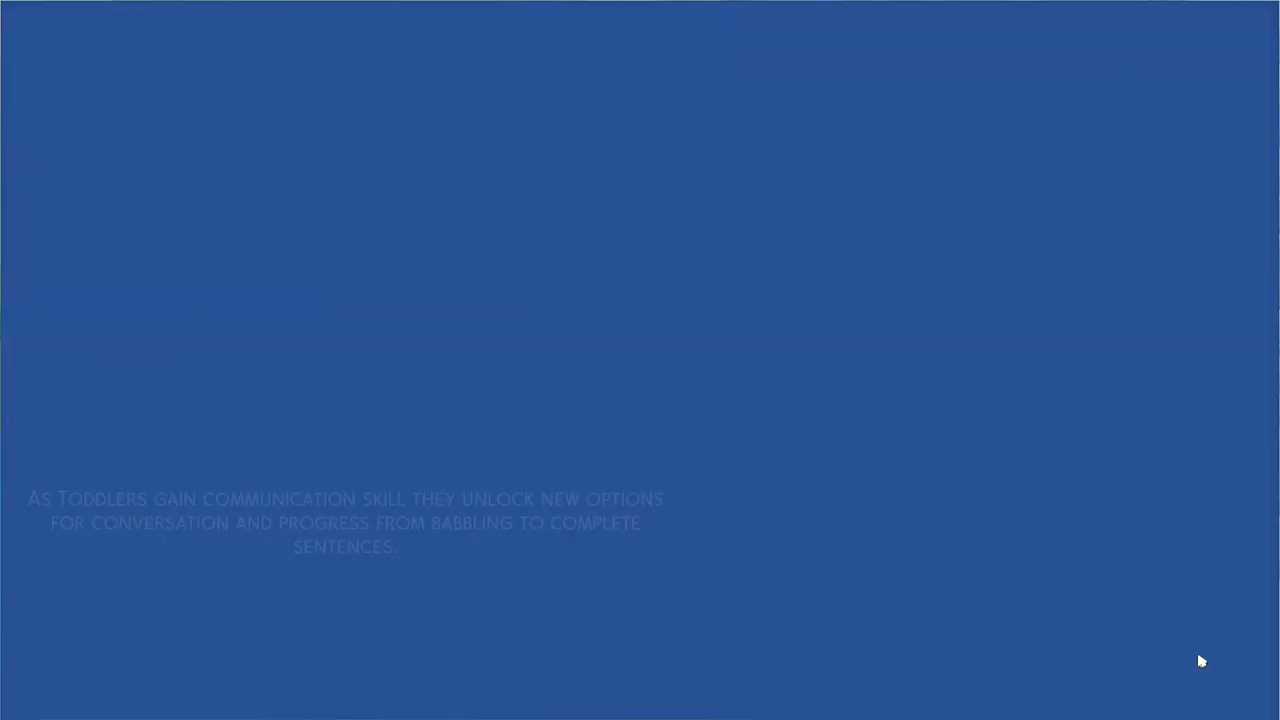 As Toddlers gain communication skill they unlock new options
for conversation and progress from babbling to complete
sentences.